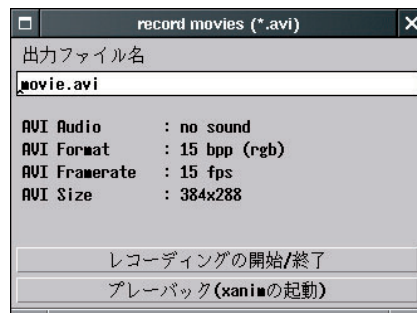 record movies (*.avi)
出力ファイル名
movie.avi
AVI Audio : no sound
AVI Format : 15 bpp (rgb)
AVI Framerate : 15 fps
AVI Size : 384x288
レコーディングの開始/終了
プレーバック(xanimの起動)